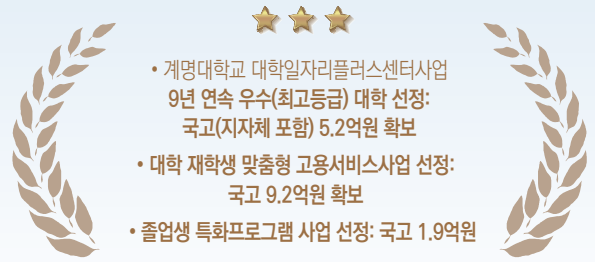 • 계명대학교 대학일자리플러스센터사업
9년 연속 우수(최고등급) 대학 선정:
국고(지자체 포함) 5.2억원 확보
• 대학 재학생 맞춤형 고용서비스사업 선정:
국고 9.2억원 확보
• 졸업생 특화프로그램 사업 선정: 국고 1.9억원